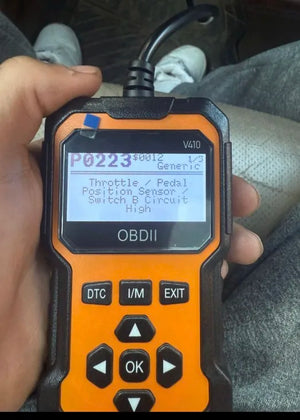 V410
P0223 $0012 1/3
Generic
Throttle / Pedal
Position Sensor /
Switch B Circuit
High
OBDII
DTC I/M EXIT
OK